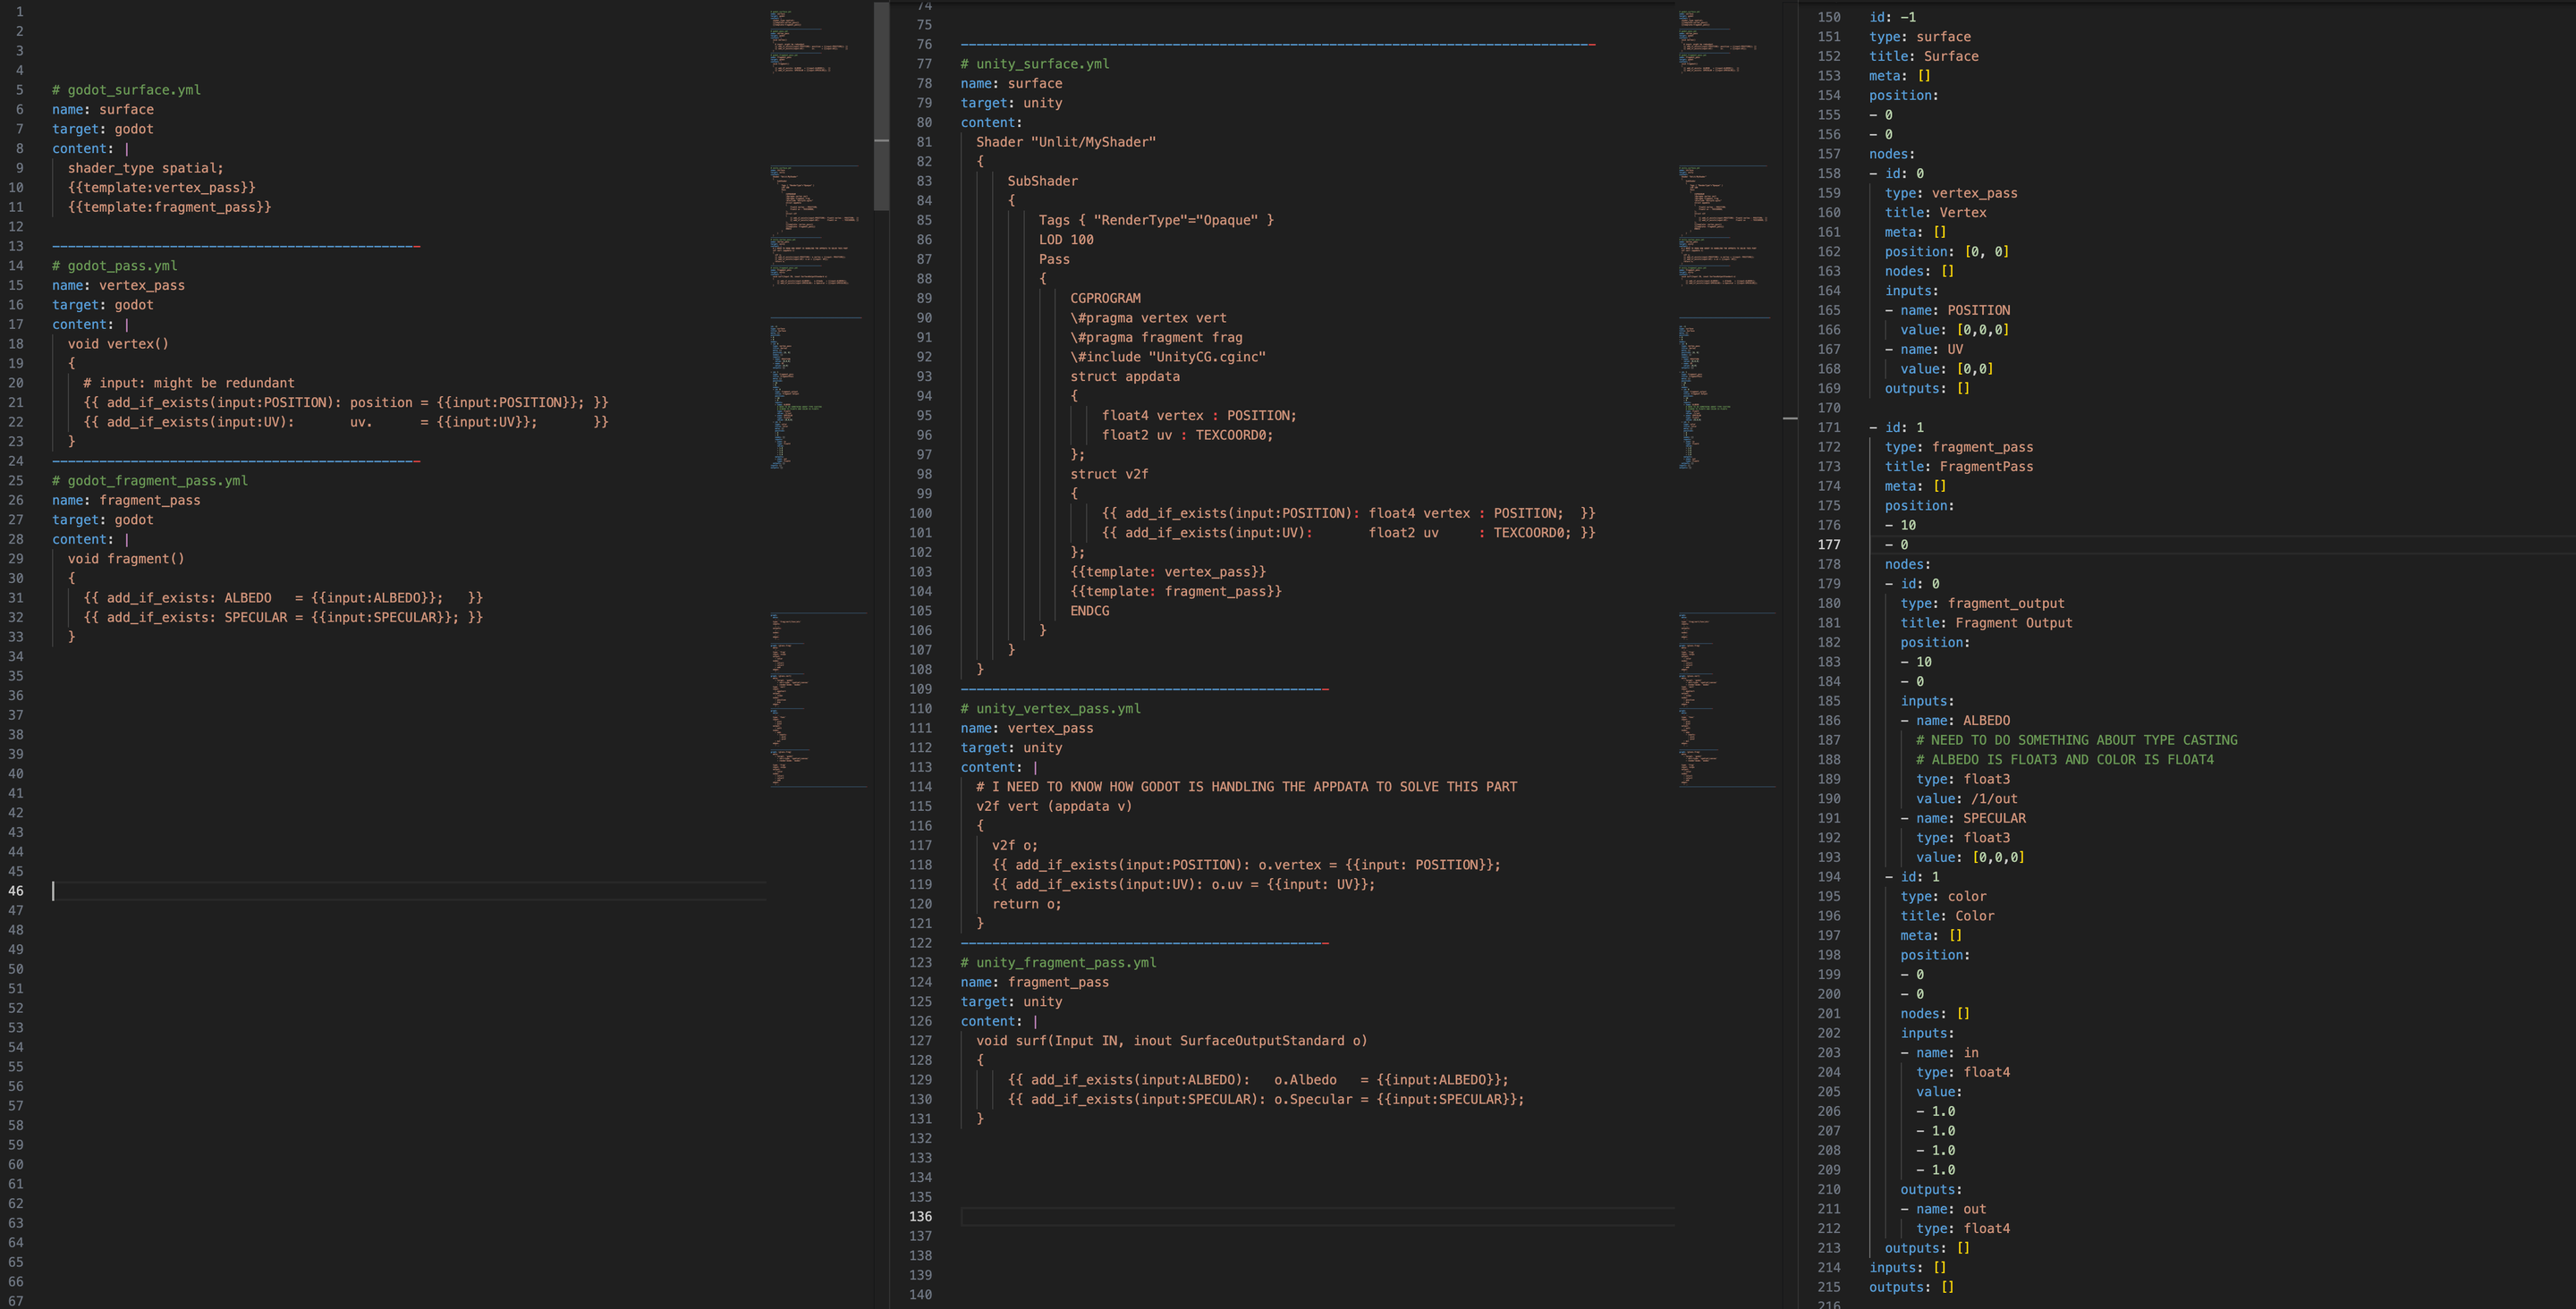 1
2
3
4
5 # godot_surface.yml
6 name: surface
7 target: godot
8 content: |
9 shader_type spatial;
10 {{template:vertex_pass}}
11 {{template:fragment_pass}}
12
13 -----------------------------------------------
14 # godot_pass.yml
15 name: vertex_pass
16 target: godot
17 content: |
18 void vertex()
19 {
20 # input: might be redundant
21 {{ add_if_exists(input:POSITION): position = {{input:POSITION}}; }}
22 {{ add_if_exists(input:UV): uv. = {{input:UV}}; }}
23 }
24 -----------------------------------------------
25 # godot_fragment_pass.yml
26 name: fragment_pass
27 target: godot
28 content: |
29 void fragment()
30 {
31 {{ add_if_exists: ALBEDO = {{input:ALBEDO}}; }}
32 {{ add_if_exists: SPECULAR = {{input:SPECULAR}}; }}
33 }
34
35
36
37
38
39
40
41
42
43
44
45
46
47
48
49
50
51
52
53
54
55
56
57
58
59
60
61
62
63
64
65
66
67
74
75
76 ---------------------------------------------------------------------------------
77 # unity_surface.yml
78 name: surface
79 target: unity
80 content:
81 Shader "Unlit/MyShader"
82 {
83 SubShader
84 {
85 Tags { "RenderType"="Opaque" }
86 LOD 100
87 Pass
88 {
89 CGPROGRAM
90 \#pragma vertex vert
91 \#pragma fragment frag
92 \#include "UnityCG.cginc"
93 struct appdata
94 {
95 float4 vertex : POSITION;
96 float2 uv : TEXCOORD0;
97 };
98 struct v2f
99 {
100 {{ add_if_exists(input:POSITION): float4 vertex : POSITION; }}
101 {{ add_if_exists(input:UV): float2 uv : TEXCOORD0; }}
102 };
103 {{template: vertex_pass}}
104 {{template: fragment_pass}}
105 ENDCG
106 }
107 }
108 }
109 -----------------------------------------------
110 # unity_vertex_pass.yml
111 name: vertex_pass
112 target: unity
113 content: |
114 # I NEED TO KNOW HOW GODOT IS HANDLING THE APPDATA TO SOLVE THIS PART
115 v2f vert (appdata v)
116 {
117 v2f o;
118 {{ add_if_exists(input:POSITION): o.vertex = {{input: POSITION}};
119 {{ add_if_exists(input:UV): o.uv = {{input: UV}};
120 return o;
121 }
122 -----------------------------------------------
123 # unity_fragment_pass.yml
124 name: fragment_pass
125 target: unity
126 content: |
127 void surf(Input IN, inout SurfaceOutputStandard o)
128 {
129 {{ add_if_exists(input:ALBEDO): o.Albedo = {{input:ALBEDO}};
130 {{ add_if_exists(input:SPECULAR): o.Specular = {{input:SPECULAR}};
131 }
132
133
134
135
136
137
138
139
140
150 id: -1
151 type: surface
152 title: Surface
153 meta: []
154 position:
155 - 0
156 - 0
157 nodes:
158 - id: 0
159 type: vertex_pass
160 title: Vertex
161 meta: []
162 position: [0, 0]
163 nodes: []
164 inputs:
165 - name: POSITION
166 value: [0,0,0]
167 - name: UV
168 value: [0,0]
169 outputs: []
170
171 - id: 1
172 type: fragment_pass
173 title: FragmentPass
174 meta: []
175 position:
176 - 10
177 - 0
178 nodes:
179 - id: 0
180 type: fragment_output
181 title: Fragment Output
182 position:
183 - 10
184 - 0
185 inputs:
186 - name: ALBEDO
187 # NEED TO DO SOMETHING ABOUT TYPE CASTING
188 # ALBEDO IS FLOAT3 AND COLOR IS FLOAT4
189 type: float3
190 value: /1/out
191 - name: SPECULAR
192 type: float3
193 value: [0,0,0]
194 - id: 1
195 type: color
196 title: Color
197 meta: []
198 position:
199 - 0
200 - 0
201 nodes: []
202 inputs:
203 - name: in
204 type: float4
205 value:
206 - 1.0
207 - 1.0
208 - 1.0
209 - 1.0
210 outputs:
211 - name: out
212 type: float4
213 outputs: []
214 inputs: []
215 outputs: []
216